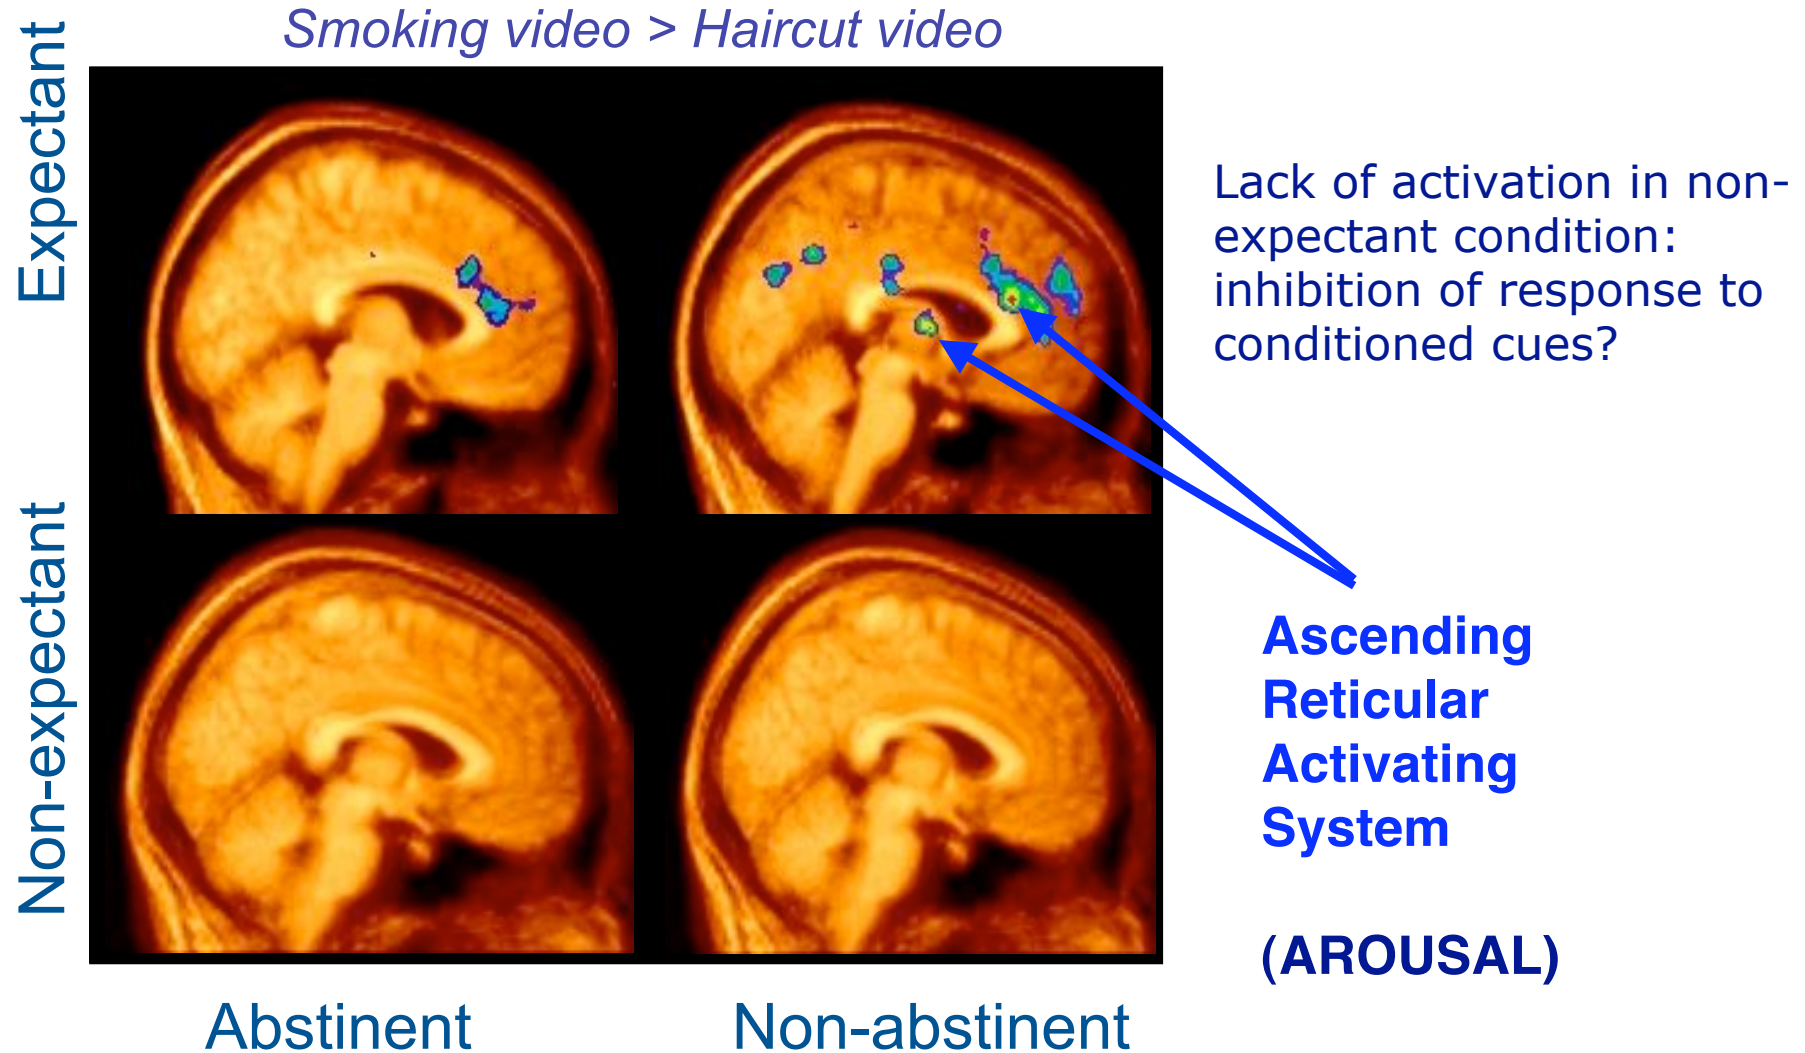 Smoking video > Haircut video
Expectant
Non-expectant
Abstinent
Non-abstinent
Lack of activation in non-
expectant condition:
inhibition of response to
conditioned cues?
Ascending
Reticular
Activating
System
(AROUSAL)